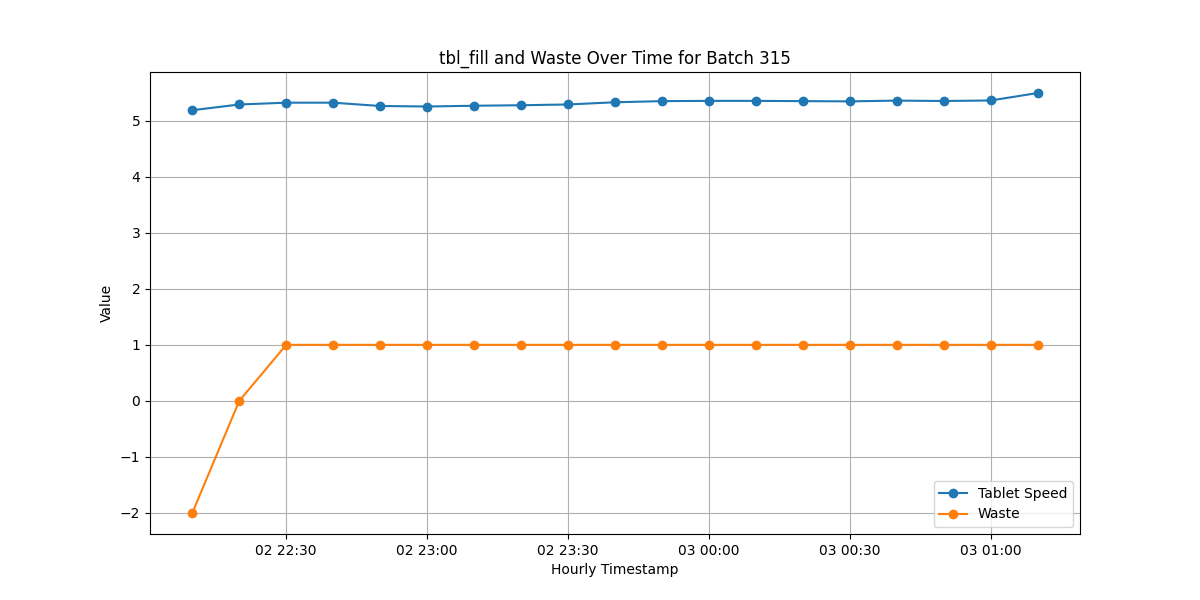 tbl_fill and Waste Over Time for Batch 315
Value
5
4
3
2
1
0
−1
−2
Tablet Speed
Waste
02 22:30
02 23:00
02 23:30
03 00:00
03 00:30
03 01:00
Hourly Timestamp